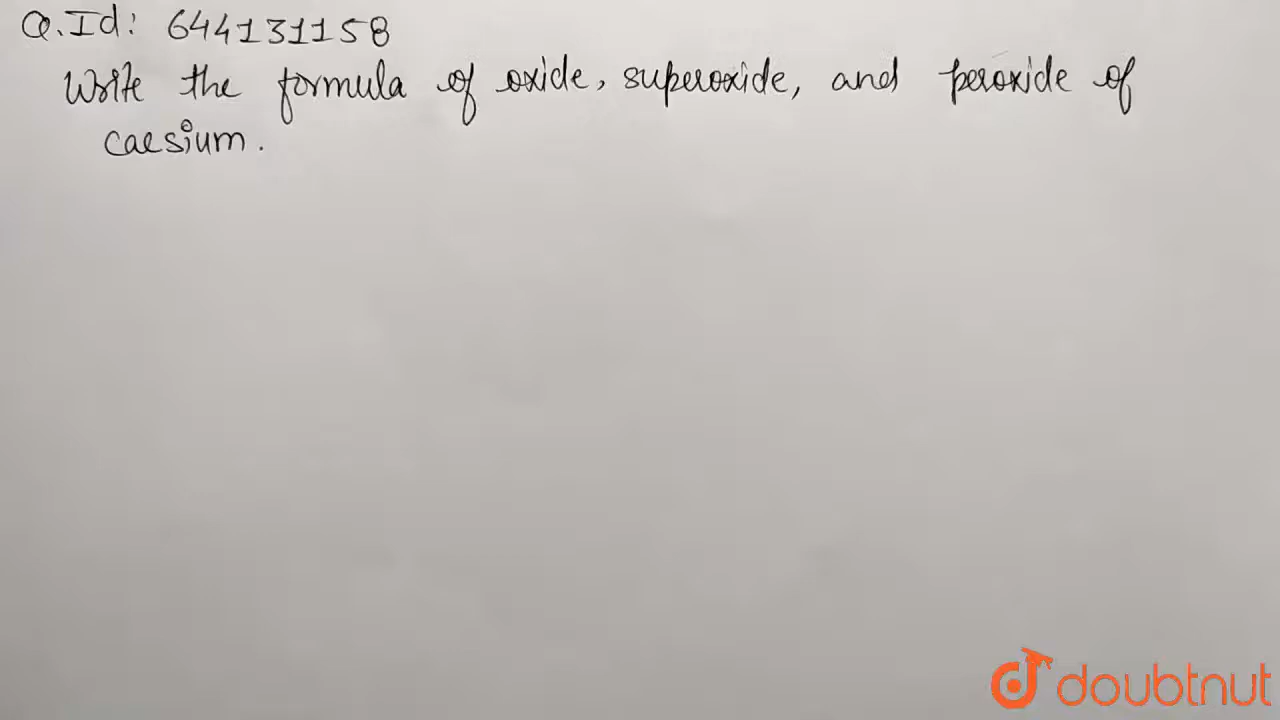 Q.Id: 644131158
Write the formula of oxide, superoxide, and peroxide of
caesium.
doubtnut